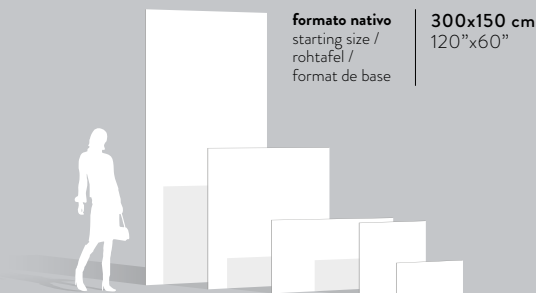 formato nativo
starting size /
rohtafel /
format de base
300x150 cm
120”x60”